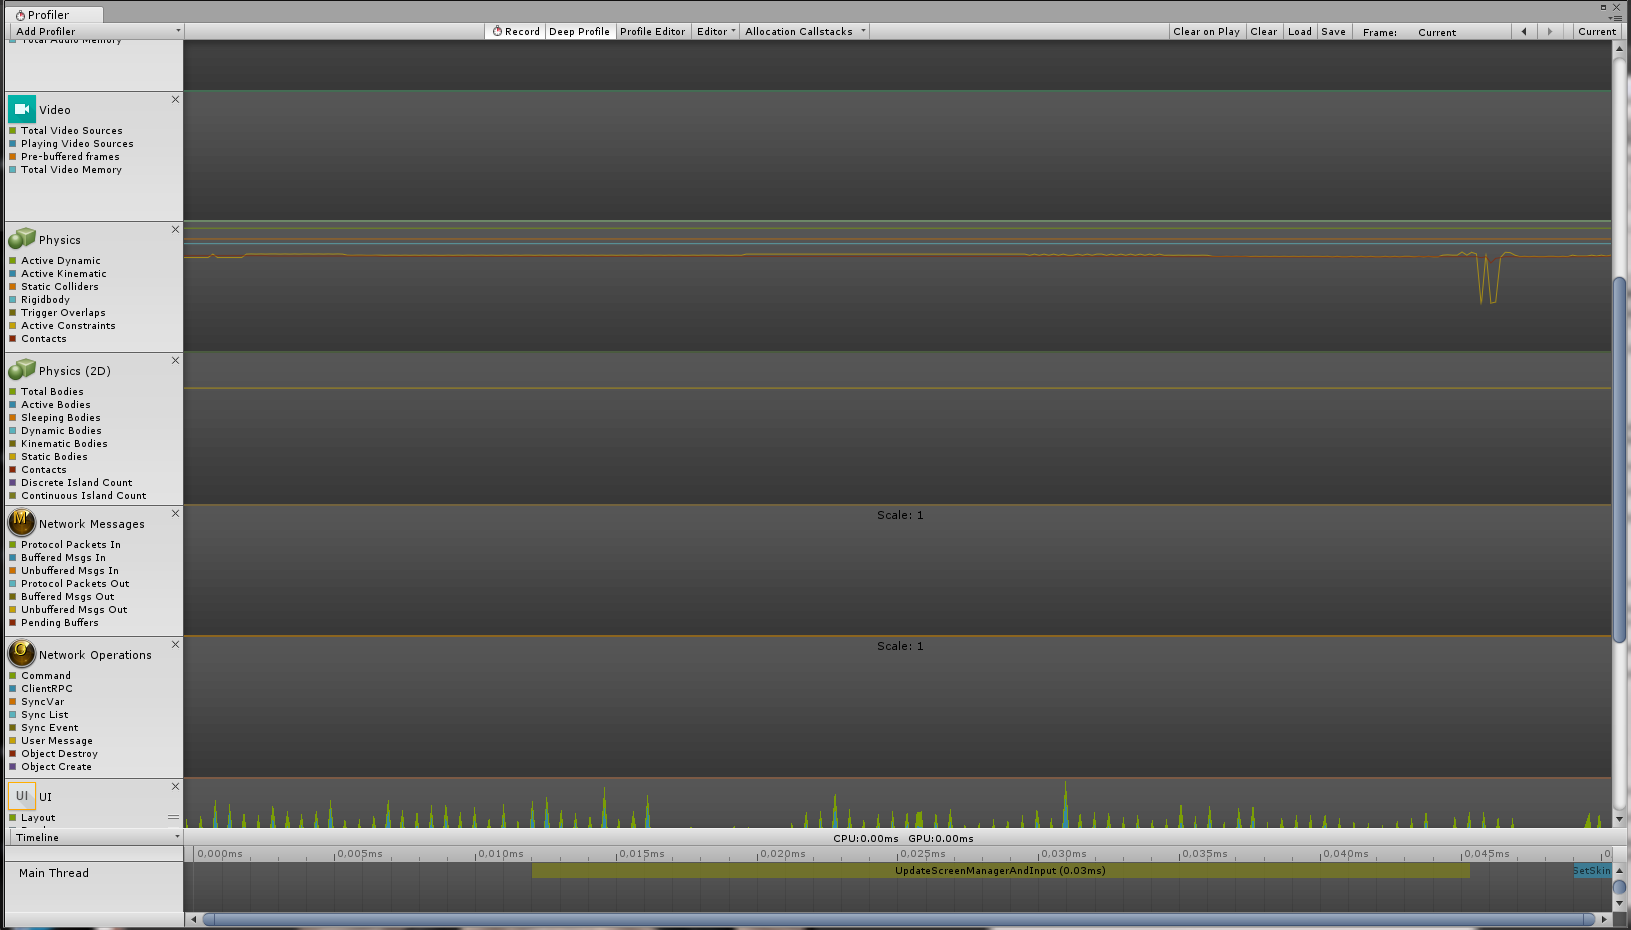 Profiler
Add Profiler Record Deep Profile Profile Editor Editor Allocation Callstacks Clear on Play Clear Load Save Frame: Current Current
Total Audio Memory
Video
Total Video Sources
Playing Video Sources
Pre-buffered frames
Total Video Memory
Physics
Active Dynamic
Active Kinematic
Static Colliders
Rigidbody
Trigger Overlaps
Active Constraints
Contacts
Physics (2D)
Total Bodies
Active Bodies
Sleeping Bodies
Dynamic Bodies
Kinematic Bodies
Static Bodies
Contacts
Discrete Island Count
Continuous Island Count
Scale: 1
Network Messages
Protocol Packets In
Buffered Msgs In
Unbuffered Msgs In
Protocol Packets Out
Buffered Msgs Out
Unbuffered Msgs Out
Pending Buffers
Scale: 1
Network Operations
Command
ClientRPC
SyncVar
Sync List
Sync Event
User Message
Object Destroy
Object Create
UI UI
Layout
Timeline CPU:0.00ms GPU:0.00ms
0,000ms 0,005ms 0,010ms 0,015ms 0,020ms 0,025ms 0,030ms 0,035ms 0,040ms 0,045ms 0
Main Thread UpdateScreenManagerAndInput (0.03ms) SetSkin